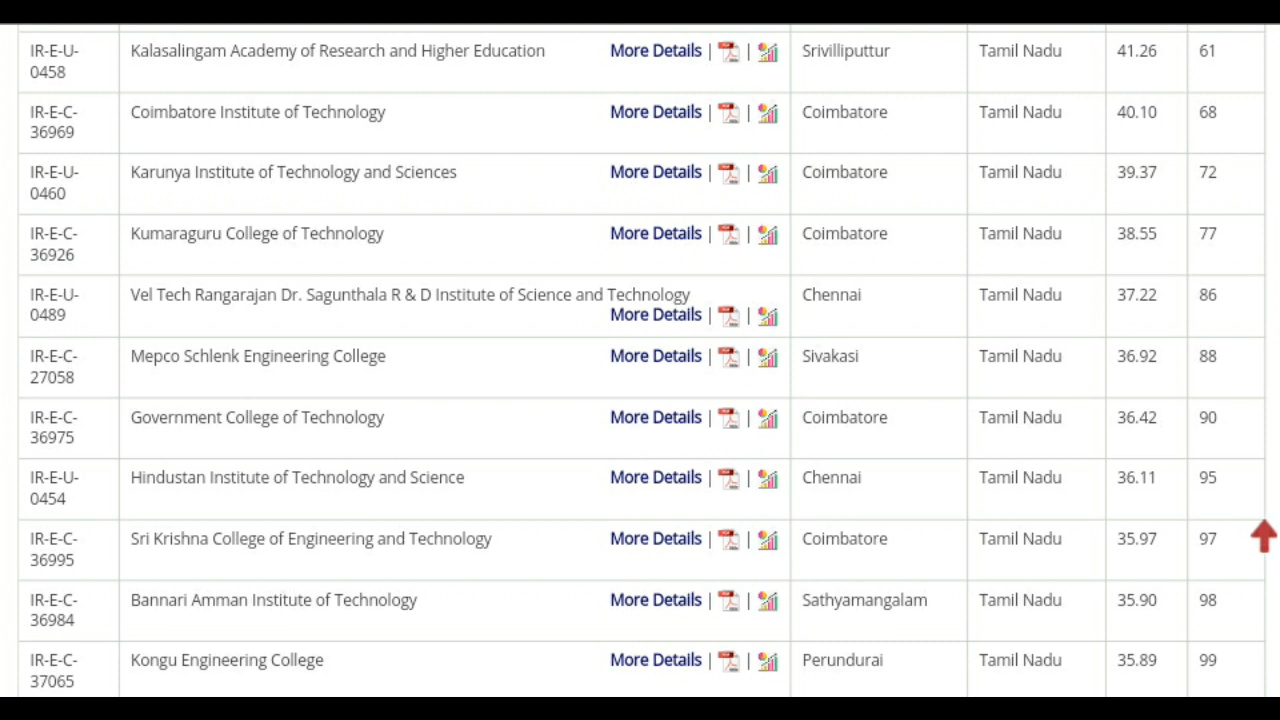 IR-E-U-0458 Kalasalingam Academy of Research and Higher Education More Details | | Srivilliputtur Tamil Nadu 41.26 61
IR-E-C-36969 Coimbatore Institute of Technology More Details | | Coimbatore Tamil Nadu 40.10 68
IR-E-U-0460 Karunya Institute of Technology and Sciences More Details | | Coimbatore Tamil Nadu 39.37 72
IR-E-C-36926 Kumaraguru College of Technology More Details | | Coimbatore Tamil Nadu 38.55 77
IR-E-U-0489 Vel Tech Rangarajan Dr. Sagunthala R & D Institute of Science and Technology More Details | | Chennai Tamil Nadu 37.22 86
IR-E-C-27058 Mepco Schlenk Engineering College More Details | | Sivakasi Tamil Nadu 36.92 88
IR-E-C-36975 Government College of Technology More Details | | Coimbatore Tamil Nadu 36.42 90
IR-E-U-0454 Hindustan Institute of Technology and Science More Details | | Chennai Tamil Nadu 36.11 95
IR-E-C-36995 Sri Krishna College of Engineering and Technology More Details | | Coimbatore Tamil Nadu 35.97 97
IR-E-C-36984 Bannari Amman Institute of Technology More Details | | Sathyamangalam Tamil Nadu 35.90 98
IR-E-C-37065 Kongu Engineering College More Details | | Perundurai Tamil Nadu 35.89 99